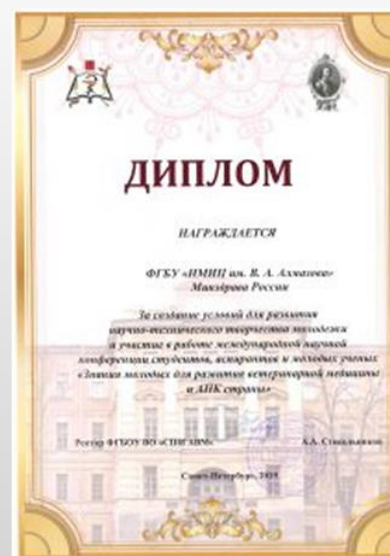 ДИПЛОМ
НАГРАЖДАЕТСЯ
ФГБУ «НМИЦ им. В. А. Алмазова»
Минздрава России
За создание условий для развития
научно-технического творчества молодежи
и участие в работе международной научной
конференции студентов, аспирантов и молодых ученых
«Знания молодых для развития ветеринарной медицины
и АПК страны»
Ректор ФГБОУ ВО «СПбГАВМ» А.А. Стекольников
Санкт-Петербург, 2019